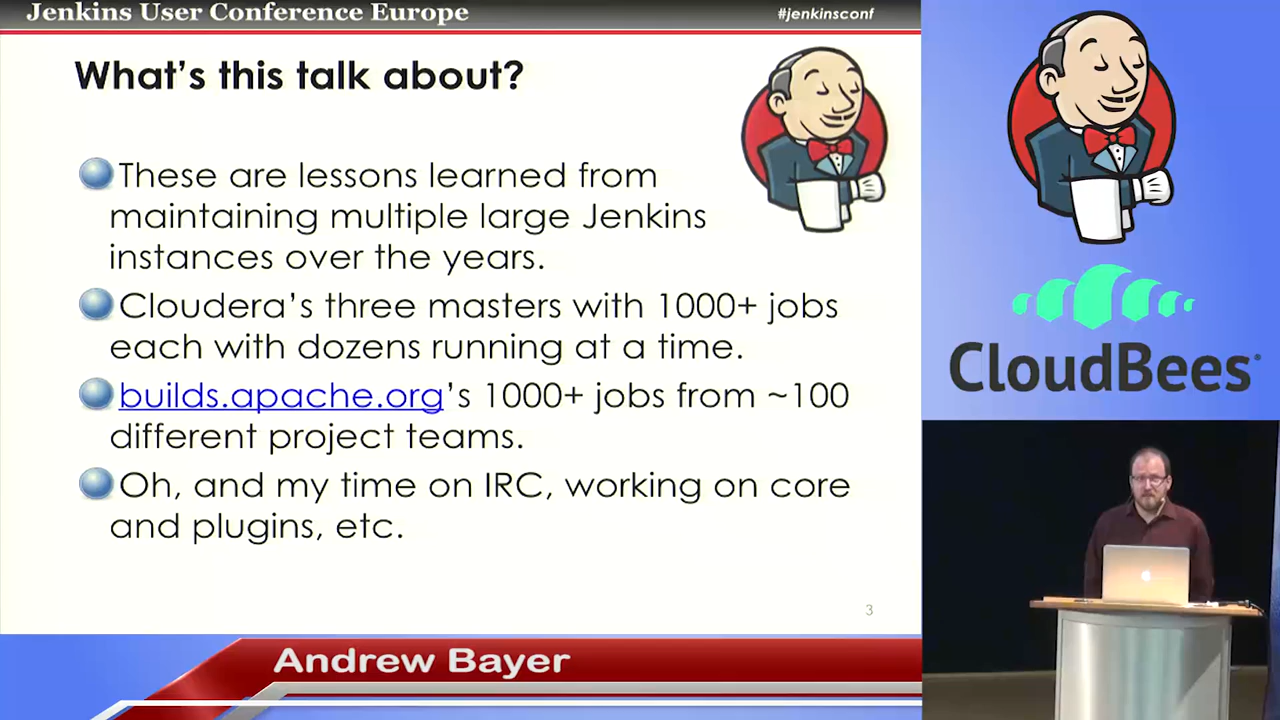 Jenkins User Conference Europe
#jenkinsconf
What's this talk about?
These are lessons learned from
maintaining multiple large Jenkins
instances over the years.
Cloudera's three masters with 1000+ jobs
each with dozens running at a time.
builds.apache.org's 1000+ jobs from ~100
different project teams.
Oh, and my time on IRC, working on core
and plugins, etc.
3
Andrew Bayer
CloudBees